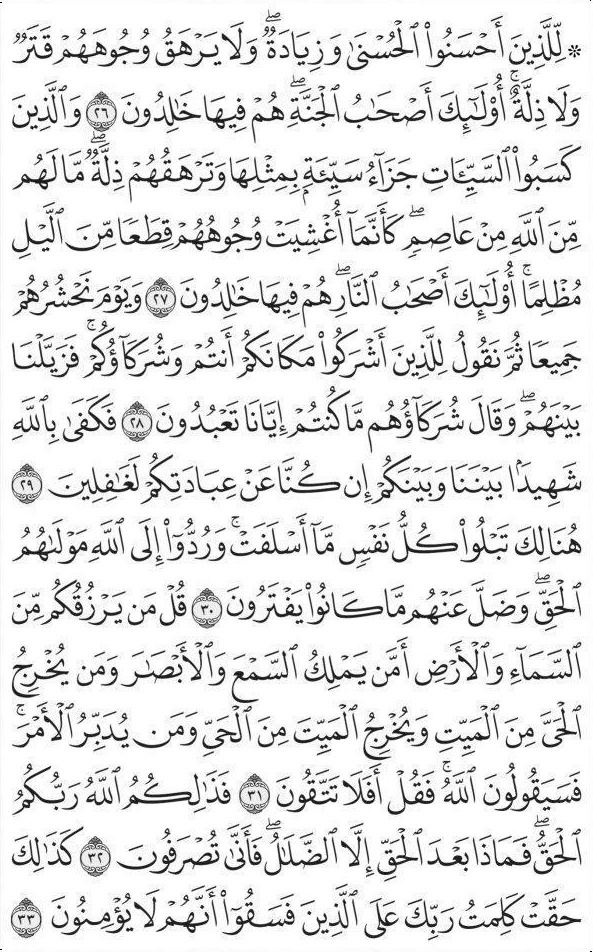 ۞ لِّلَّذِينَ أَحْسَنُوا۟ ٱلْحُسْنَىٰ وَزِيَادَةٌۖ وَلَا يَرْهَقُ وُجُوهَهُمْ قَتَرٌ
وَلَا ذِلَّةٌۚ أُو۟لَٰٓئِكَ أَصْحَٰبُ ٱلْجَنَّةِۖ هُمْ فِيهَا خَٰلِدُونَ ٢٦ وَٱلَّذِينَ
كَسَبُوا۟ ٱلسَّيِّـَٔاتِ جَزَآءُ سَيِّئَةٍۭ بِمِثْلِهَا وَتَرْهَقُهُمْ ذِلَّةٌۖ مَّا لَهُم
مِّنَ ٱللَّهِ مِنْ عَاصِمٍۖ كَأَنَّمَآ أُغْشِيَتْ وُجُوهُهُمْ قِطَعًا مِّنَ ٱلَّيْلِ
مُظْلِمًاۚ أُو۟لَٰٓئِكَ أَصْحَٰبُ ٱلنَّارِۖ هُمْ فِيهَا خَٰلِدُونَ ٢٧ وَيَوْمَ نَحْشُرُهُمْ
جَمِيعًا ثُمَّ نَقُولُ لِلَّذِينَ أَشْرَكُوا۟ مَكَانَكُمْ أَنتُمْ وَشُرَكَآؤُكُمْۚ فَزَيَّلْنَا
بَيْنَهُمْۖ وَقَالَ شُرَكَآؤُهُم مَّا كُنتُمْ إِيَّانَا تَعْبُدُونَ ٢٨ فَكَفَىٰ بِٱللَّهِ
شَهِيدًۢا بَيْنَنَا وَبَيْنَكُمْ إِن كُنَّا عَنْ عِبَادَتِكُمْ لَغَٰفِلِينَ ٢٩
هُنَالِكَ تَبْلُوا۟ كُلُّ نَفْسٍ مَّآ أَسْلَفَتْۚ وَرُدُّوٓا۟ إِلَى ٱللَّهِ مَوْلَىٰهُمُ
ٱلْحَقِّۖ وَضَلَّ عَنْهُم مَّا كَانُوا۟ يَفْتَرُونَ ٣٠ قُلْ مَن يَرْزُقُكُم مِّنَ
ٱلسَّمَآءِ وَٱلْأَرْضِ أَمَّن يَمْلِكُ ٱلسَّمْعَ وَٱلْأَبْصَٰرَ وَمَن يُخْرِجُ
ٱلْحَىَّ مِنَ ٱلْمَيِّتِ وَيُخْرِجُ ٱلْمَيِّتَ مِنَ ٱلْحَىِّ وَمَن يُدَبِّرُ ٱلْأَمْرَۚ
فَسَيَقُولُونَ ٱللَّهُۚ فَقُلْ أَفَلَا تَتَّقُونَ ٣١ فَذَٰلِكُمُ ٱللَّهُ رَبُّكُمُ
ٱلْحَقُّۖ فَمَاذَا بَعْدَ ٱلْحَقِّ إِلَّا ٱلضَّلَٰلُۖ فَأَنَّىٰ تُصْرَفُونَ ٣٢ كَذَٰلِكَ
حَقَّتْ كَلِمَتُ رَبِّكَ عَلَى ٱلَّذِينَ فَسَقُوٓا۟ أَنَّهُمْ لَا يُؤْمِنُونَ ٣٣